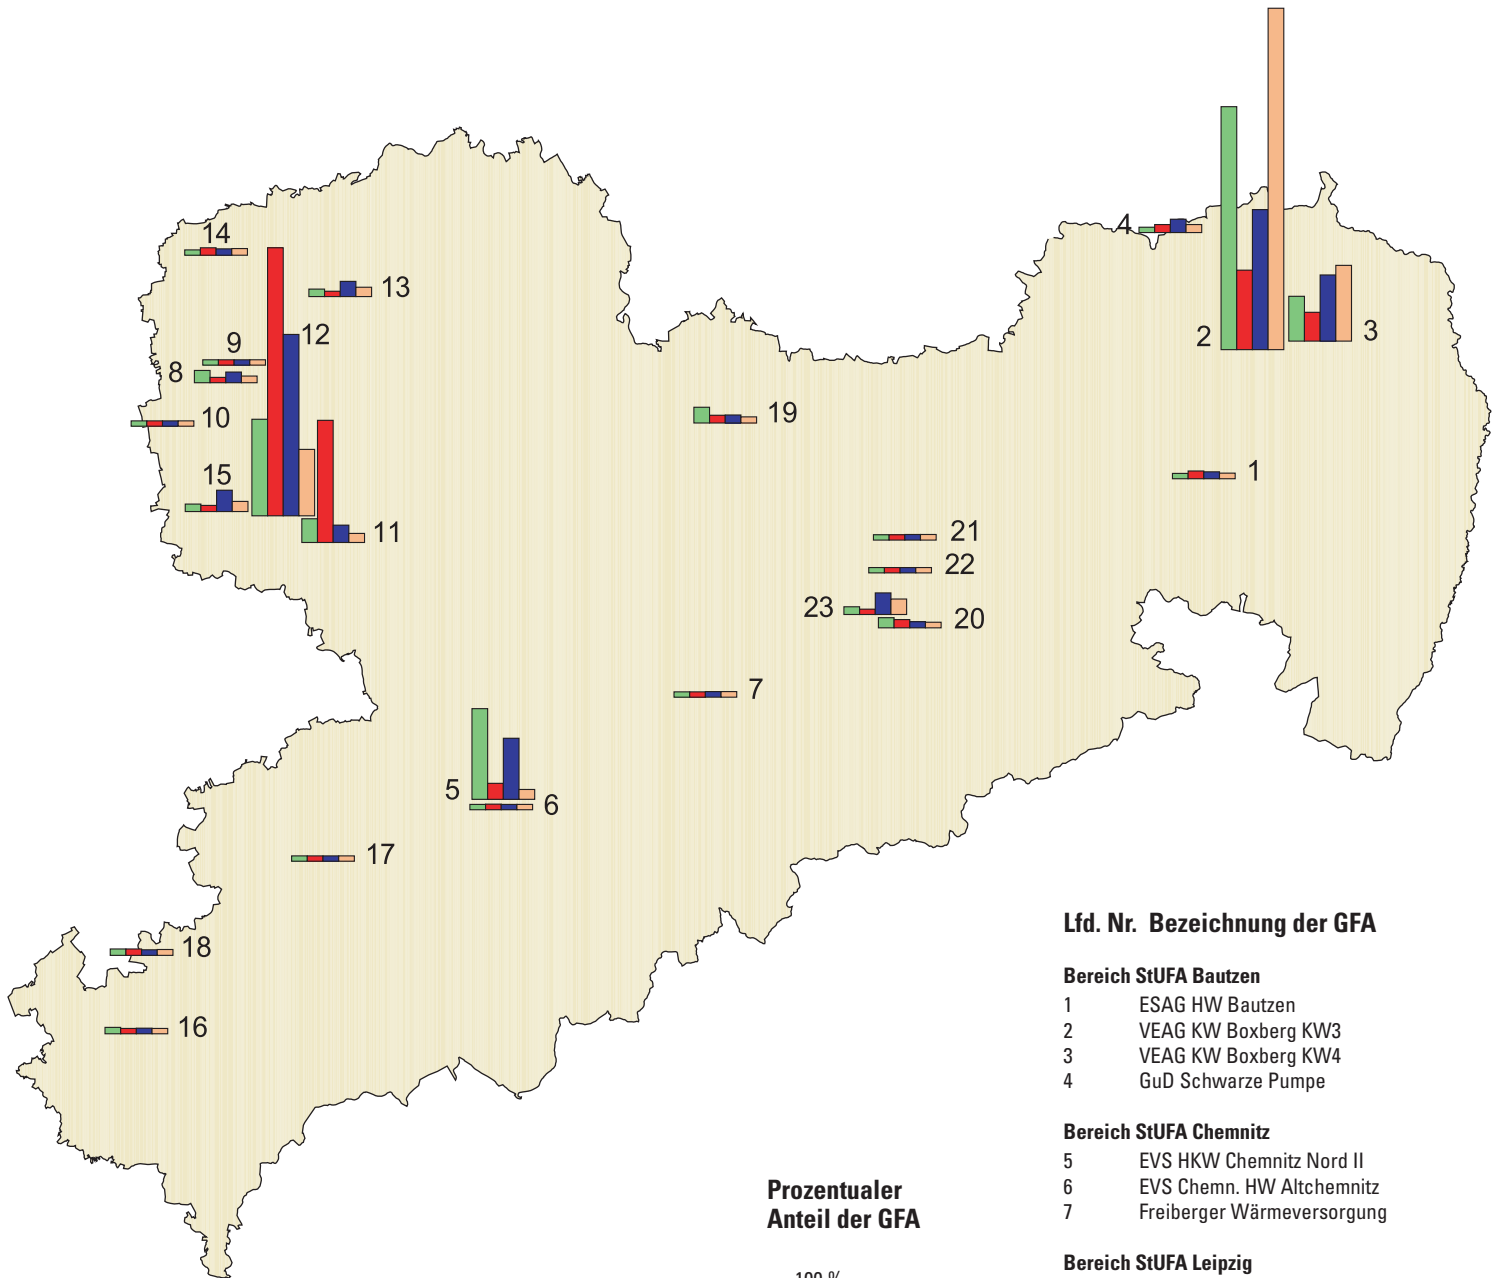 14
13
12
9
8
10
15
11
4
2
3
19
1
21
22
23
20
7
5
6
17
18
16
Prozentualer
Anteil der GFA
100 %
Lfd. Nr. Bezeichnung der GFA
Bereich StUFA Bautzen
1 ESAG HW Bautzen
2 VEAG KW Boxberg KW3
3 VEAG KW Boxberg KW4
4 GuD Schwarze Pumpe
Bereich StUFA Chemnitz
5 EVS HKW Chemnitz Nord II
6 EVS Chemn. HW Altchemnitz
7 Freiberger Wärmeversorgung
Bereich StUFA Leipzig